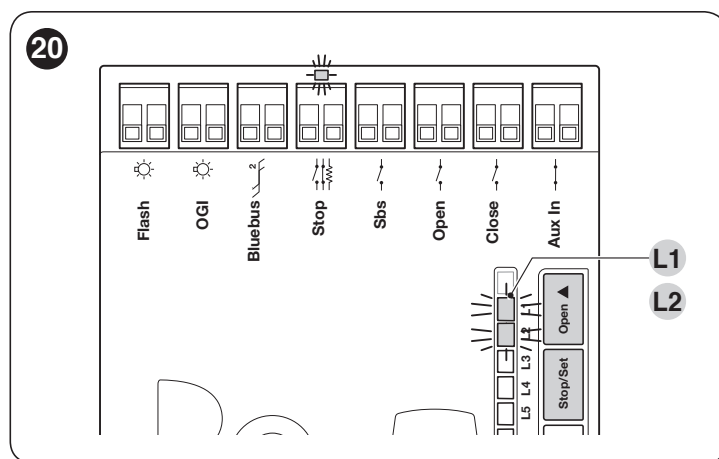 20
Flash
OGI
Bluebus
2
Stop
Sbs
Open
Close
Aux In
L1
L2
L3
L4
L5
Open ▲
Stop/Set
L1
L2